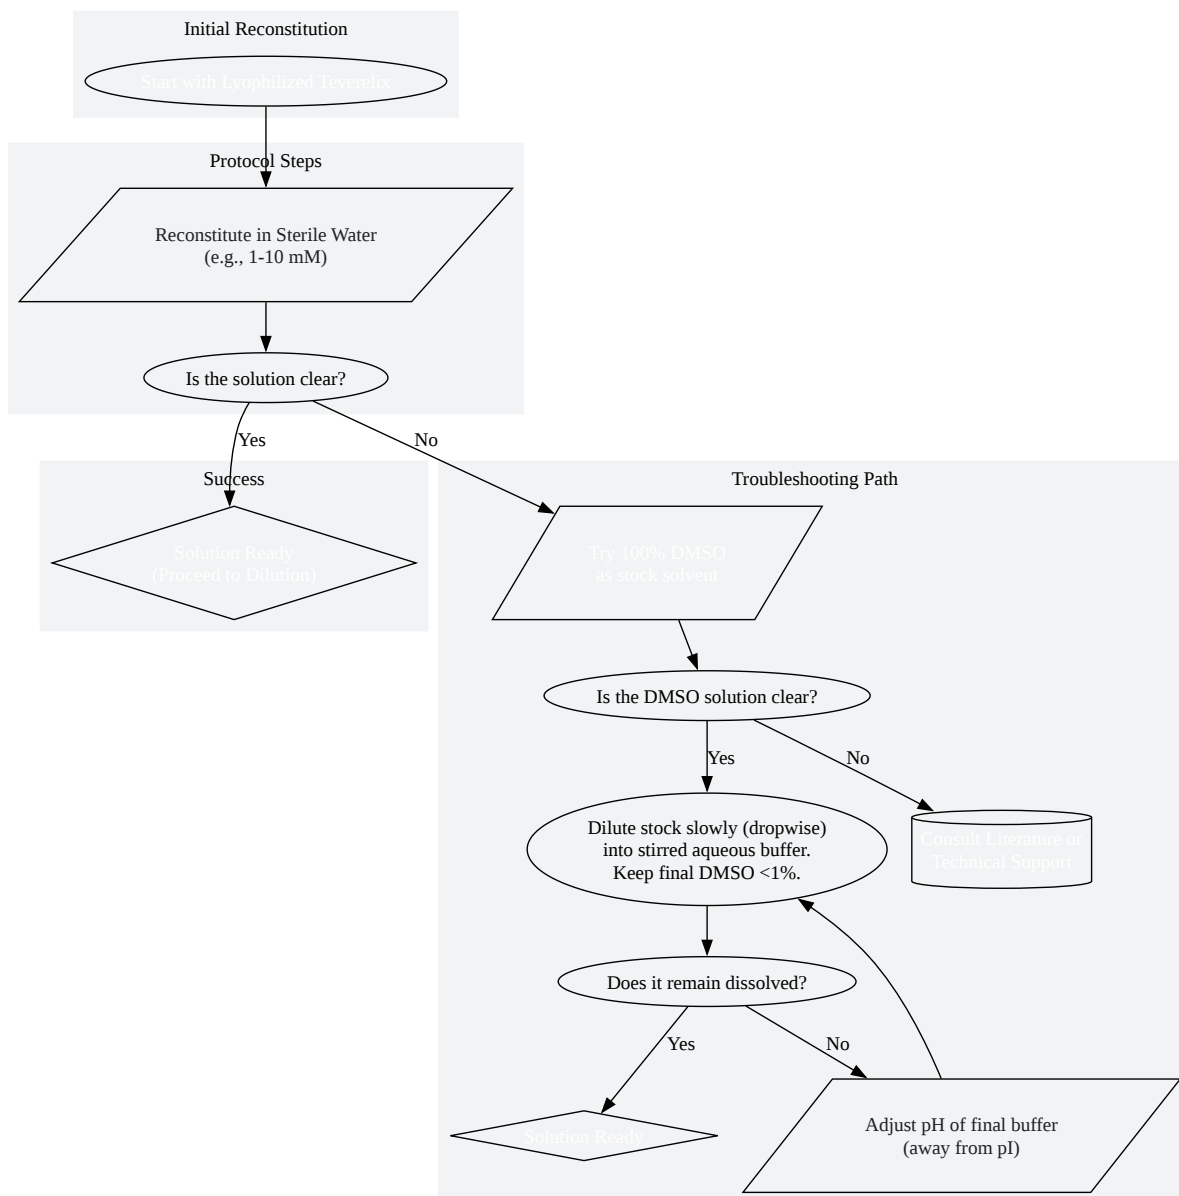 Initial Reconstitution
Start with Lyophilized Teverelix
Protocol Steps
Reconstitute in Sterile Water
(e.g., 1-10 mM)
Is the solution clear?
Yes
No
Success
Solution Ready
(Proceed to Dilution)
Troubleshooting Path
Try 100% DMSO
as stock solvent
Is the DMSO solution clear?
Yes
No
Dilute stock slowly (dropwise)
into stirred aqueous buffer.
Keep final DMSO <1%.
Consult Literature or
Technical Support
Does it remain dissolved?
Yes
No
Solution Ready
Adjust pH of final buffer
(away from pI)